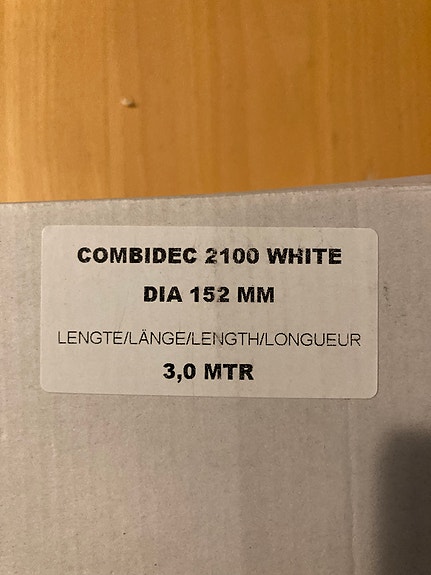 COMBIDEC 2100 WHITE
DIA 152 MM
LENGTE/LÄNGE/LENGTH/LONGUEUR
3,0 MTR